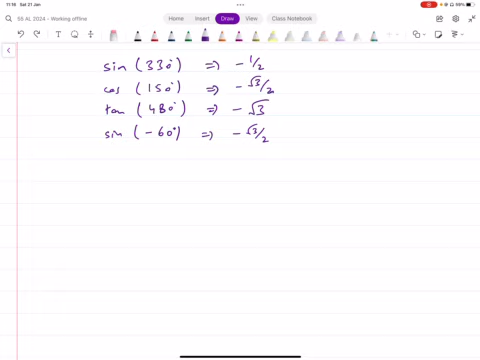 11:16 Sat 21 Jan
59%
SS AL 2024 - Working offline
Home Insert Draw View Class Notebook
sin (330°) ⇒ - 1/2
cos (150°) ⇒ - √3/2
tan (480°) ⇒ - √3
sin (-60°) ⇒ - √3/2